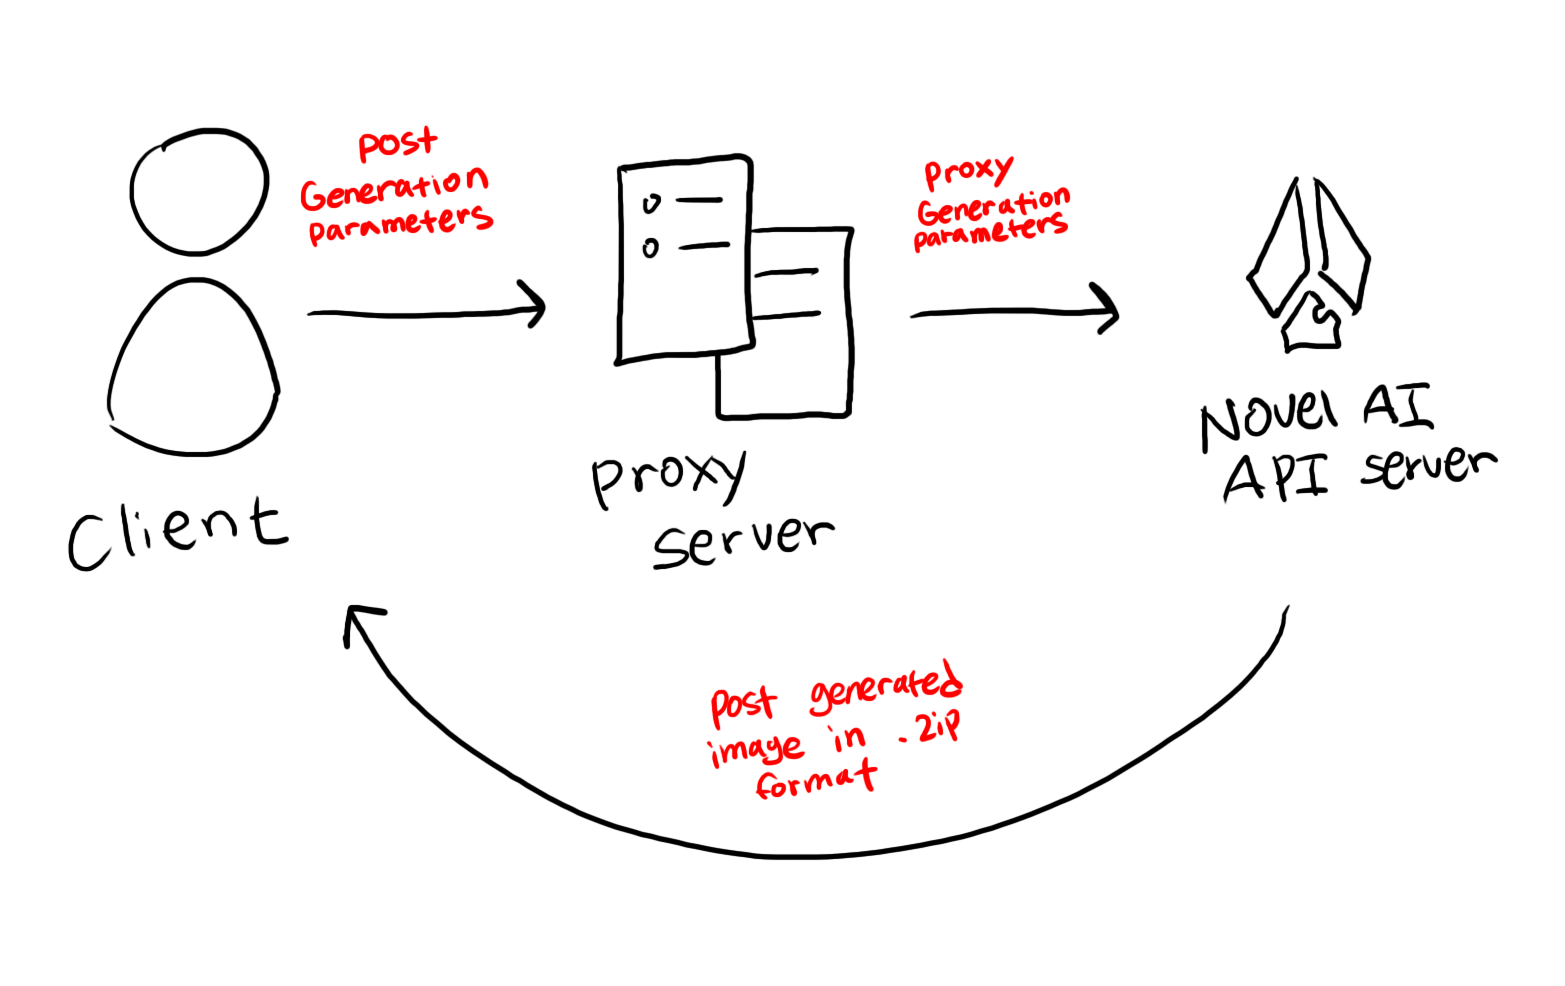 Post
Generation
parameters
Proxy
Generation
parameters
Client
Proxy
server
Novel AI
API server
Post generated
image in .zip
format